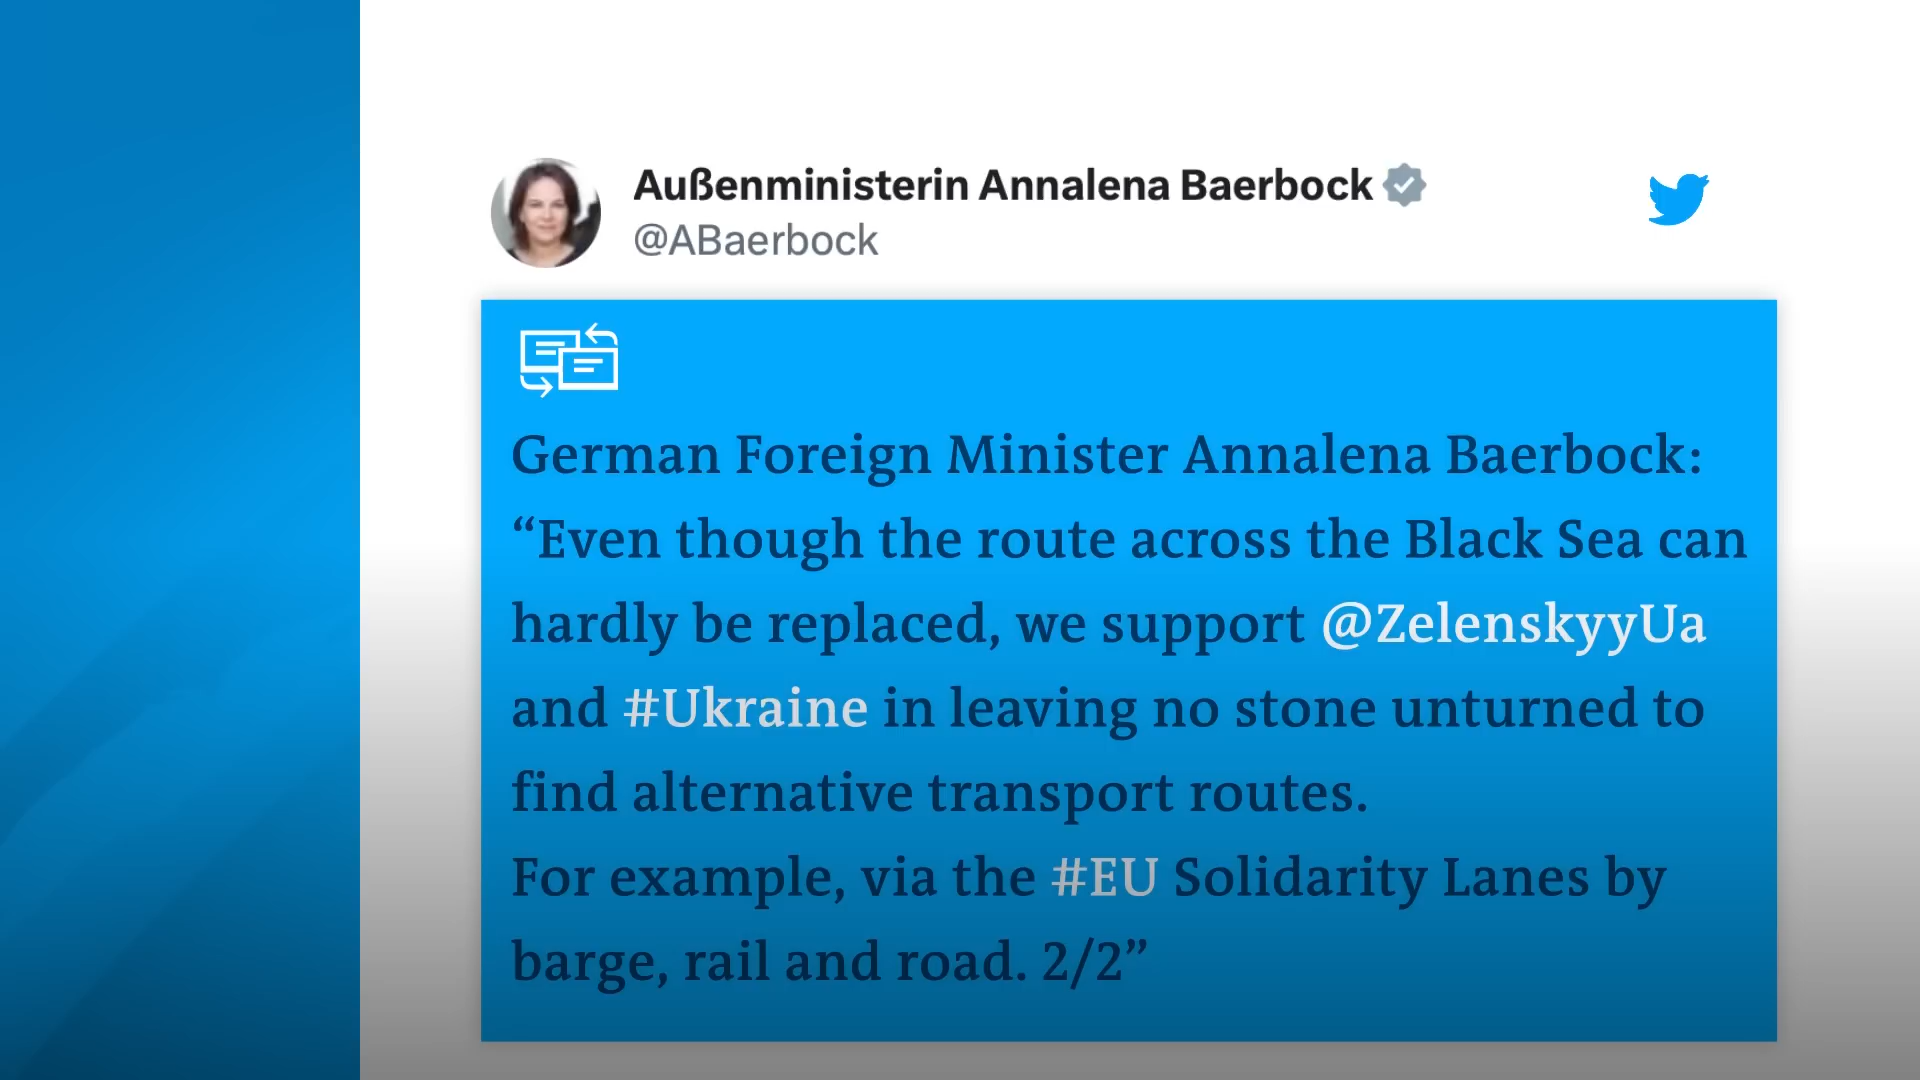 Außenministerin Annalena Baerbock
@ABaerbock
German Foreign Minister Annalena Baerbock:
“Even though the route across the Black Sea can
hardly be replaced, we support @ZelenskyyUa
and #Ukraine in leaving no stone unturned to
find alternative transport routes.
For example, via the #EU Solidarity Lanes by
barge, rail and road. 2/2”